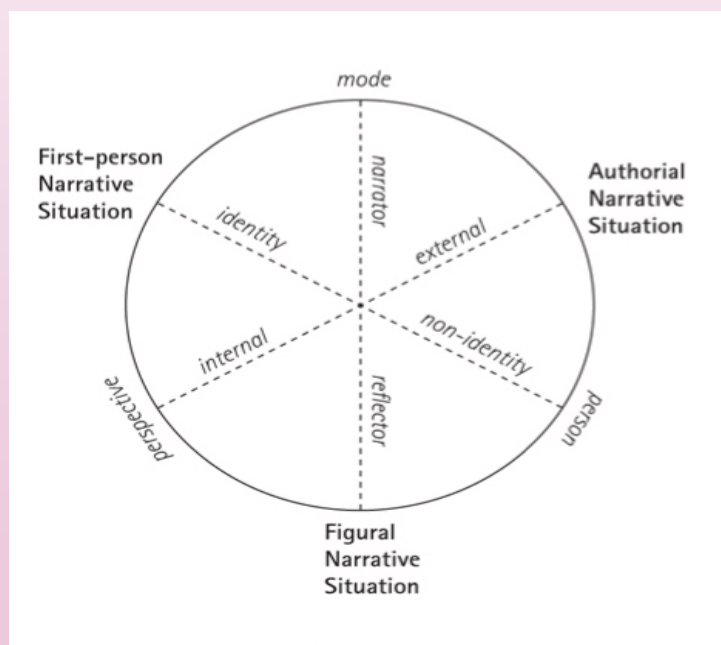 mode
First-person
Narrative
Situation
Authorial
Narrative
Situation
narrator
identity
external
internal
non-identity
reflector
perspective
person
Figural
Narrative
Situation